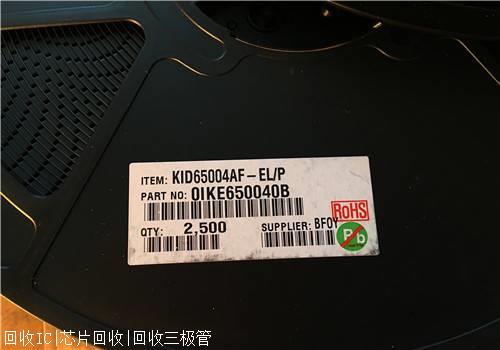 ITEM: KID65004AF-EL/P
PART NO: 0IKE650040B
QTY: 2,500
SUPPLIER: BFOY
RoHS
Pb
回收IC|芯片回收|回收三极管